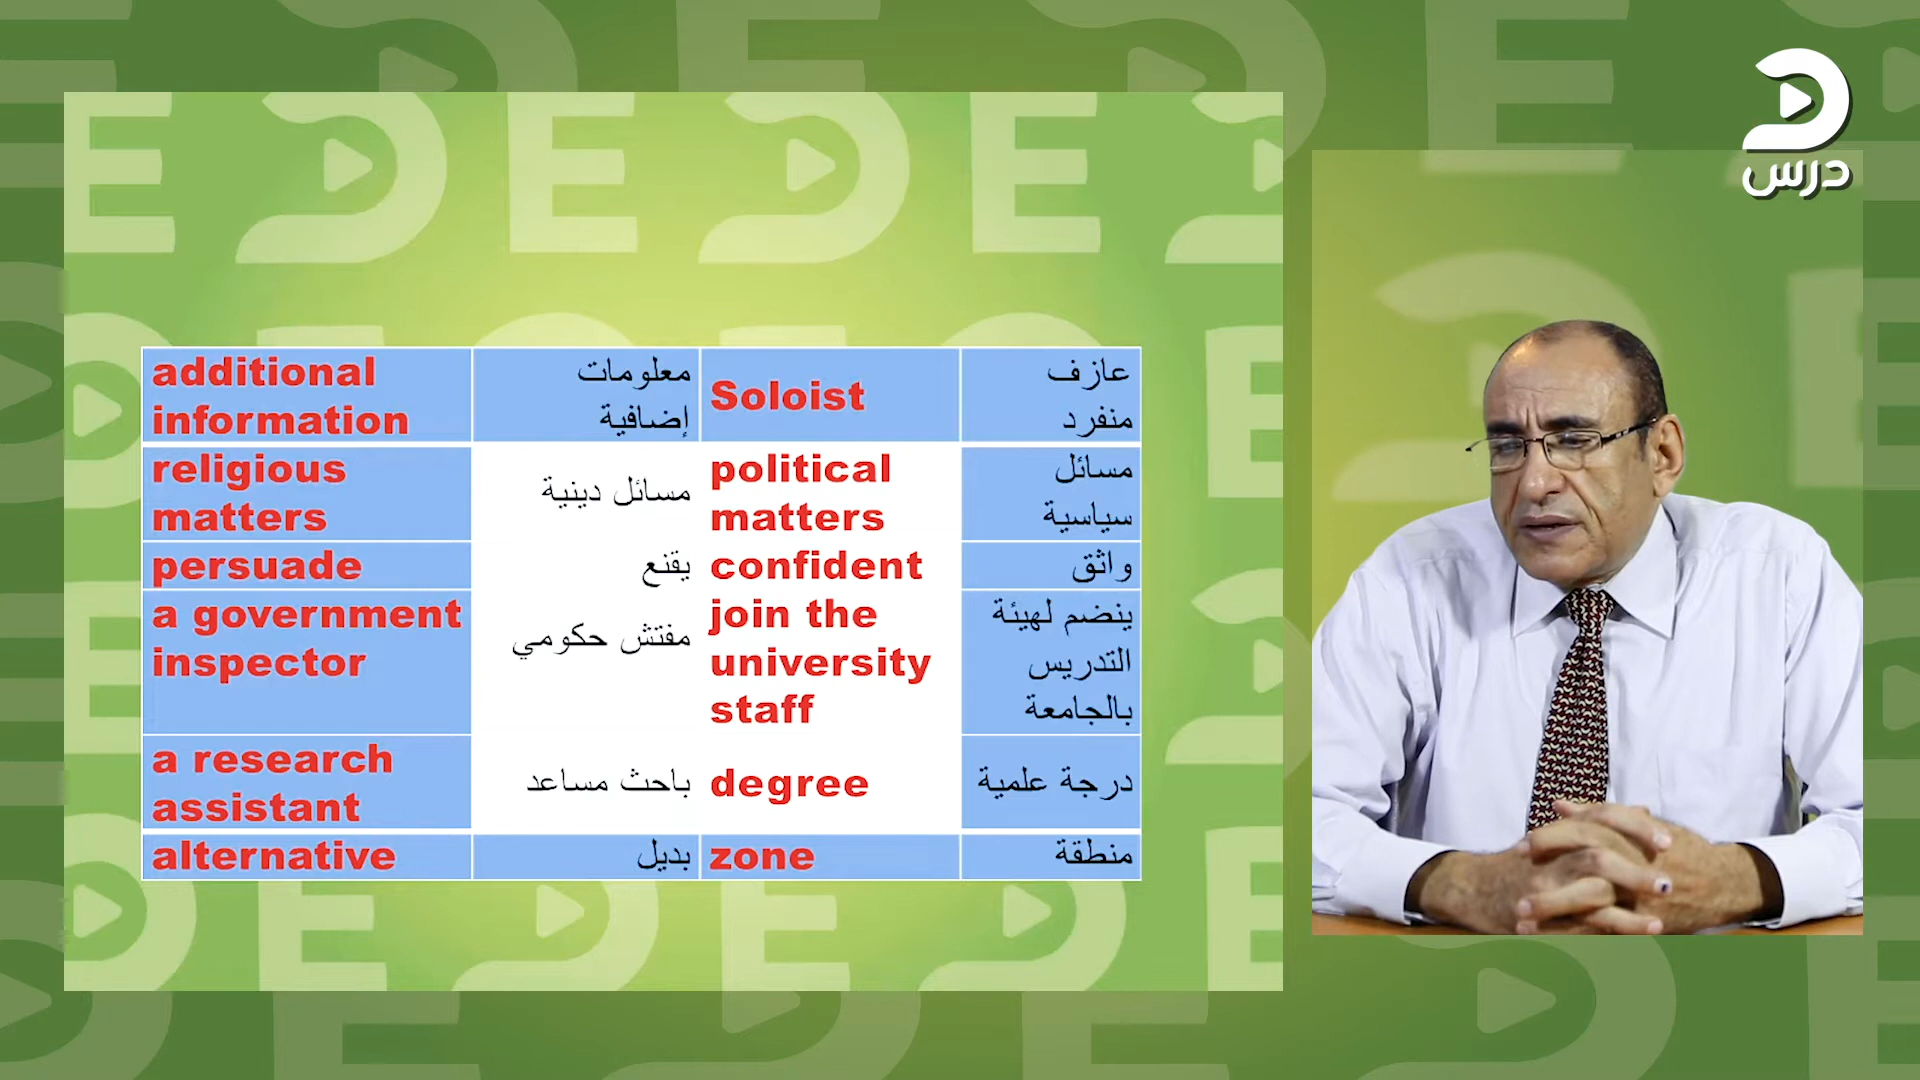 درس
additional
information
معلومات
إضافية
Soloist
عازف
منفرد
religious
matters
مسائل دينية
political
matters
مسائل
سياسية
persuade
يقنع
confident
واثق
a government
inspector
مفتش حكومي
join the
university
staff
ينضم لهيئة
التدريس
بالجامعة
a research
assistant
باحث مساعد
degree
درجة علمية
alternative
بديل
zone
منطقة